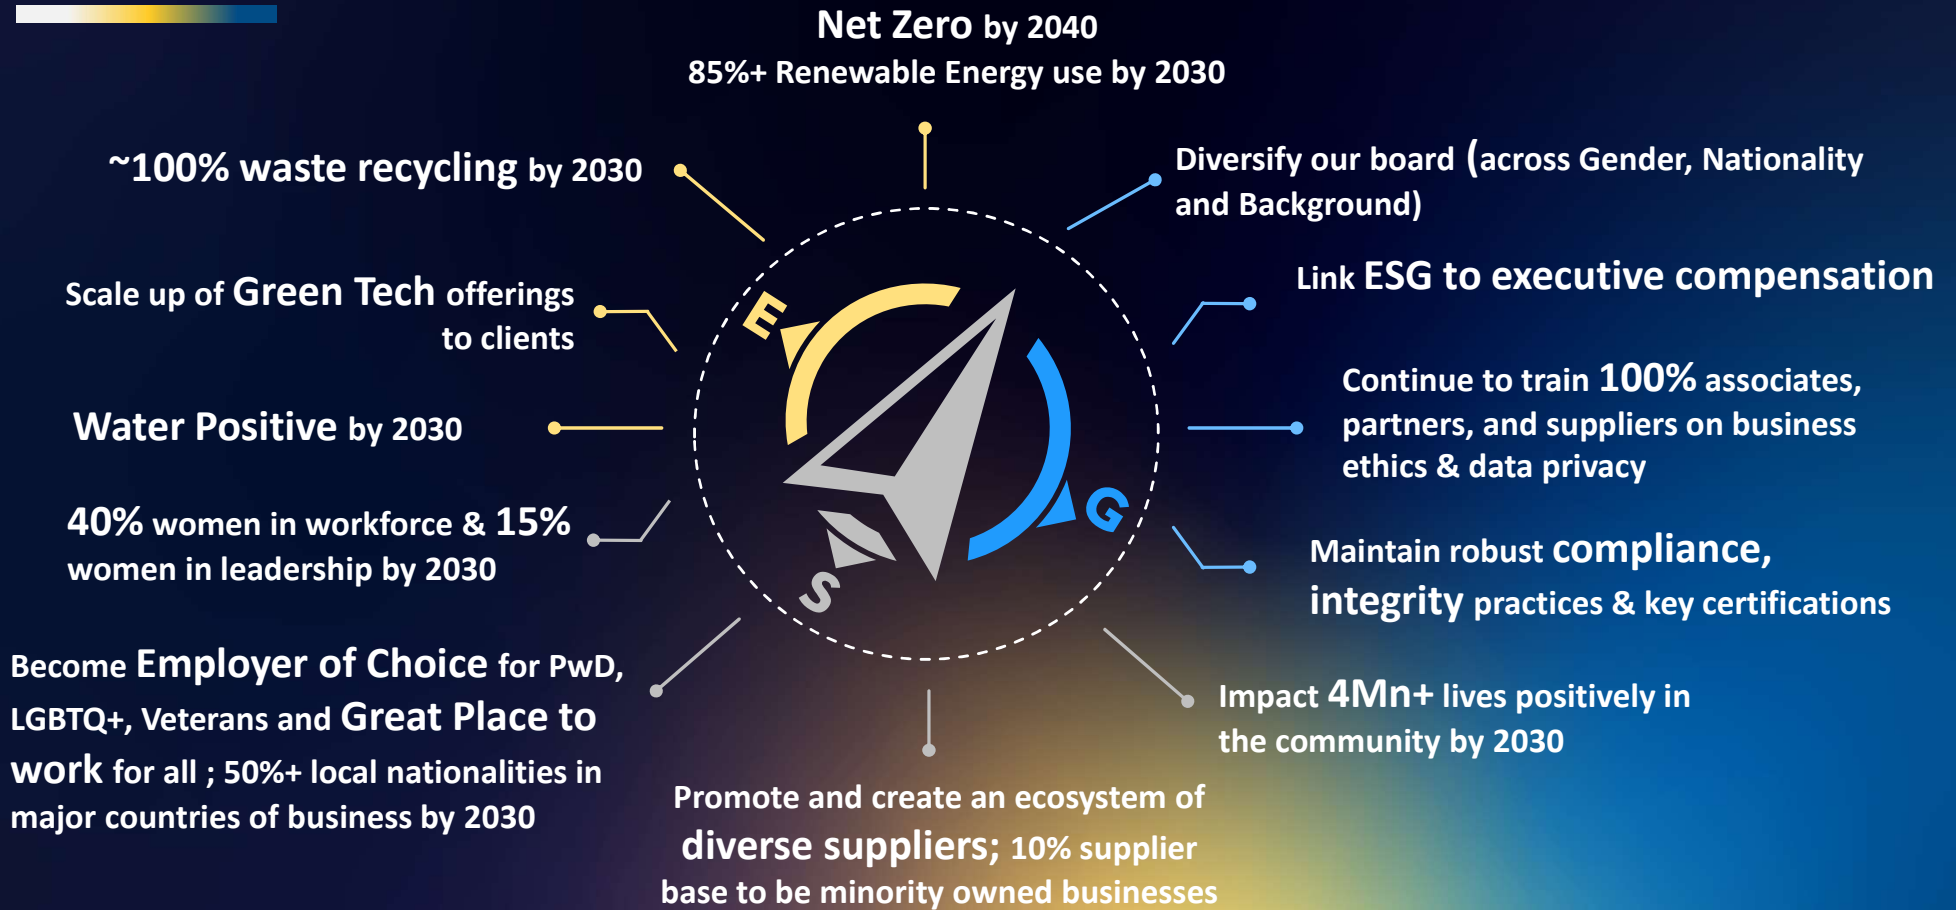 Net Zero by 2040
85%+ Renewable Energy use by 2030
~100% waste recycling by 2030
Scale up of Green Tech offerings
to clients
Water Positive by 2030
40% women in workforce & 15%
women in leadership by 2030
Become Employer of Choice for PwD,
LGBTQ+, Veterans and Great Place to
work for all ; 50%+ local nationalities in
major countries of business by 2030
E
S
G
Diversify our board (across Gender, Nationality
and Background)
Link ESG to executive compensation
Continue to train 100% associates,
partners, and suppliers on business
ethics & data privacy
Maintain robust compliance,
integrity practices & key certifications
Impact 4Mn+ lives positively in
the community by 2030
Promote and create an ecosystem of
diverse suppliers; 10% supplier
base to be minority owned businesses